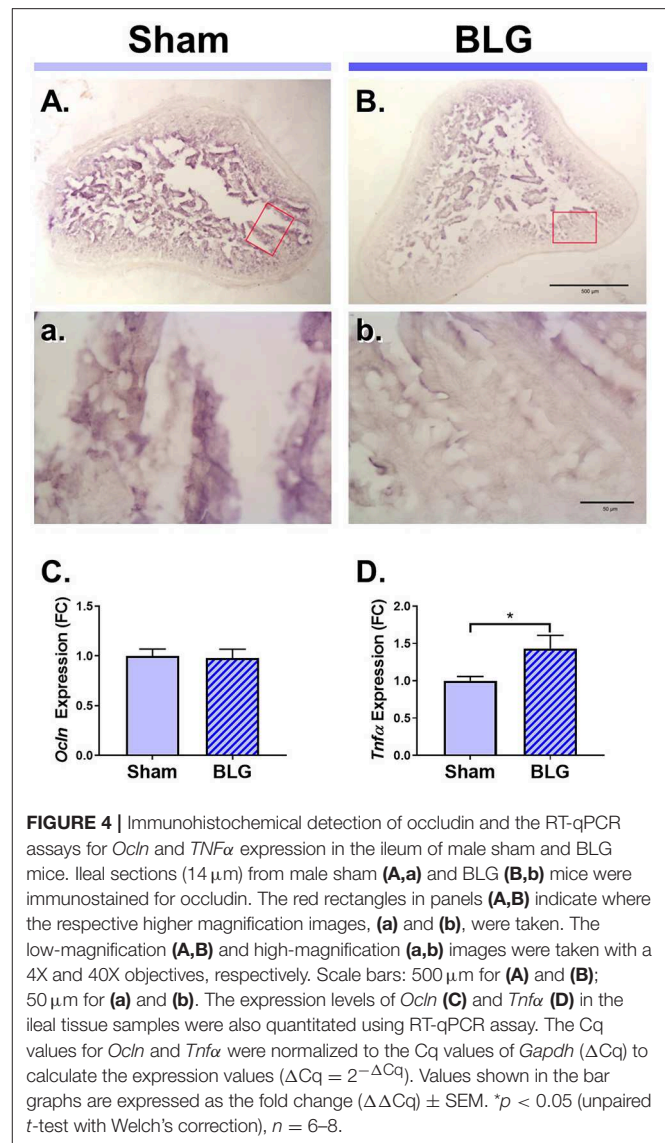 Sham
BLG
A.
B.
500 µm
a.
b.
50 µm
C.
D.
Ocln Expression (FC)
1.5
1.0
0.5
0.0
Sham
BLG
Tnfα Expression (FC)
2.0
1.5
1.0
0.5
0.0
*
Sham
BLG
FIGURE 4 | Immunohistochemical detection of occludin and the RT-qPCR
assays for Ocln and TNFα expression in the ileum of male sham and BLG
mice. Ileal sections (14 µm) from male sham (A,a) and BLG (B,b) mice were
immunostained for occludin. The red rectangles in panels (A,B) indicate where
the respective higher magnification images, (a) and (b), were taken. The
low-magnification (A,B) and high-magnification (a,b) images were taken with a
4X and 40X objectives, respectively. Scale bars: 500 µm for (A) and (B);
50 µm for (a) and (b). The expression levels of Ocln (C) and Tnfα (D) in the
ileal tissue samples were also quantitated using RT-qPCR assay. The Cq
values for Ocln and Tnfα were normalized to the Cq values of Gapdh (ΔCq) to
calculate the expression values (ΔCq = 2^−ΔCq). Values shown in the bar
graphs are expressed as the fold change (ΔΔCq) ± SEM. *p < 0.05 (unpaired
t-test with Welch's correction), n = 6–8.